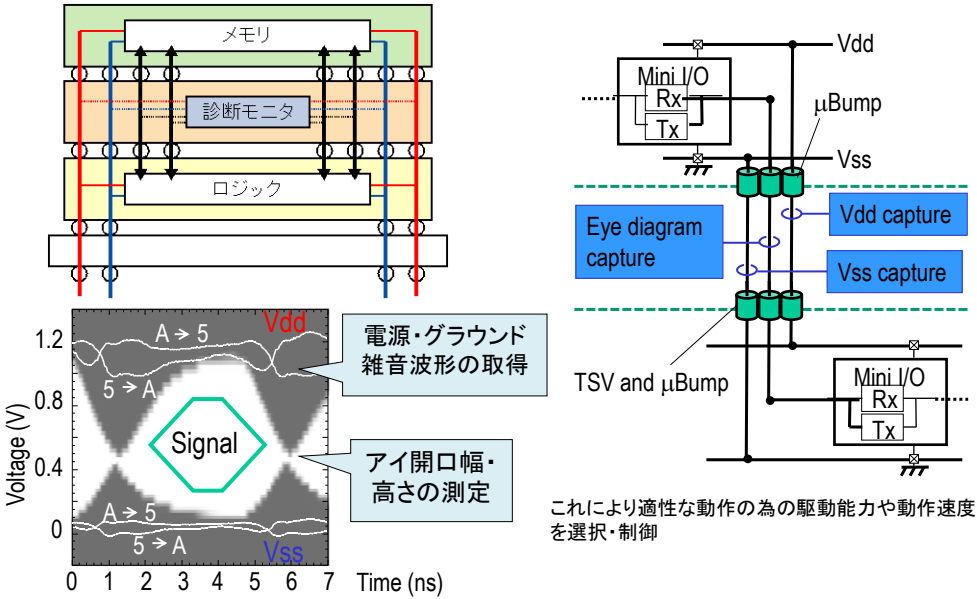 メモリ
診断モニタ
ロジック
Vdd
Mini I/O
Rx
Tx
μBump
Vss
Eye diagram
capture
Vdd capture
Vss capture
TSV and μBump
Mini I/O
Rx
Tx
これにより適性な動作の為の駆動能力や動作速度
を選択・制御
Voltage (V)
1.2
0.8
0.4
0
A→5
Vdd
5→A
Signal
A→5
5→A
Vss
0 1 2 3 4 5 6 7 Time (ns)
電源・グラウンド
雑音波形の取得
アイ開口幅・
高さの測定